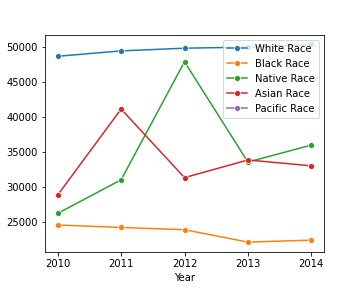 50000
45000
40000
35000
30000
25000
White Race
Black Race
Native Race
Asian Race
Pacific Race
2010 2011 2012 2013 2014
Year